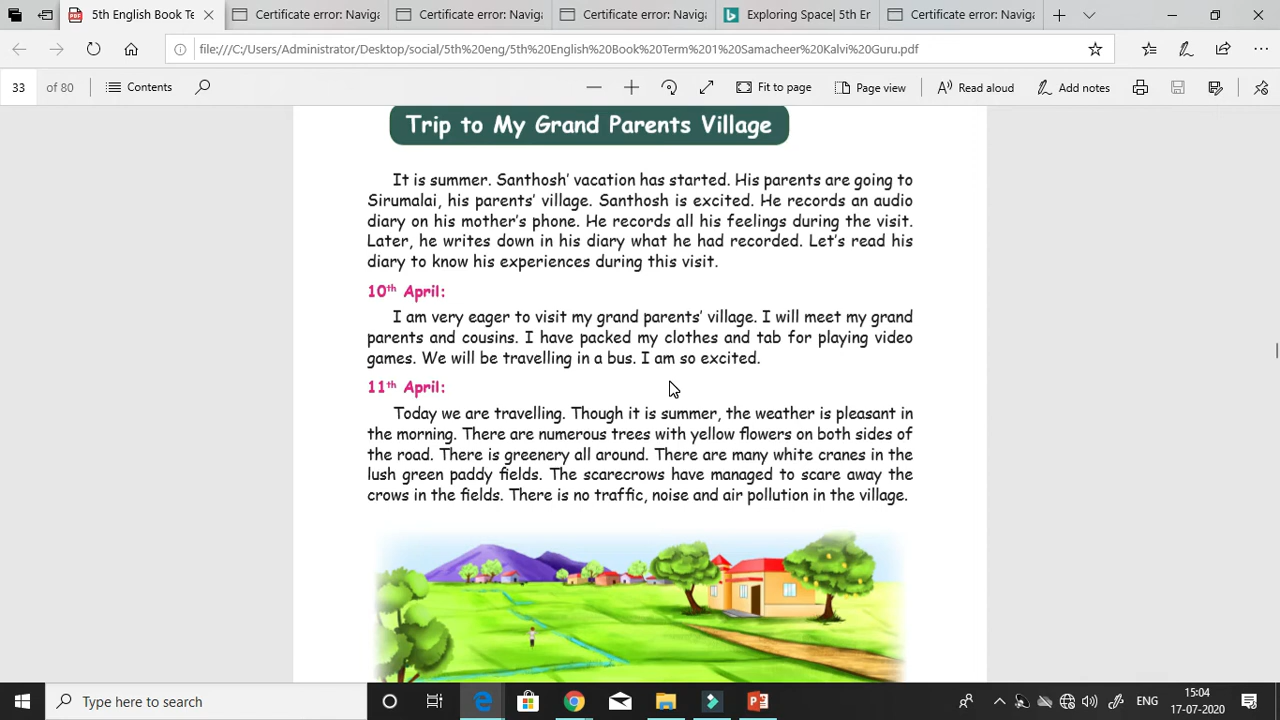 5th English Book Te
Certificate error: Naviga
Certificate error: Naviga
Certificate error: Naviga
Exploring Space| 5th Er
Certificate error: Naviga
file:///C:/Users/Administrator/Desktop/social/5th%20eng/5th%20English%20Book%20Term%201%20Samacheer%20Kalvi%20Guru.pdf
33 of 80 Contents Fit to page Page view Read aloud Add notes
Trip to My Grand Parents Village
It is summer. Santhosh' vacation has started. His parents are going to
Sirumalai, his parents' village. Santhosh is excited. He records an audio
diary on his mother's phone. He records all his feelings during the visit.
Later, he writes down in his diary what he had recorded. Let's read his
diary to know his experiences during this visit.
10th April:
I am very eager to visit my grand parents' village. I will meet my grand
parents and cousins. I have packed my clothes and tab for playing video
games. We will be travelling in a bus. I am so excited.
11th April:
Today we are travelling. Though it is summer, the weather is pleasant in
the morning. There are numerous trees with yellow flowers on both sides of
the road. There is greenery all around. There are many white cranes in the
lush green paddy fields. The scarecrows have managed to scare away the
crows in the fields. There is no traffic, noise and air pollution in the village.
Type here to search
ENG
15:04
17-07-2020